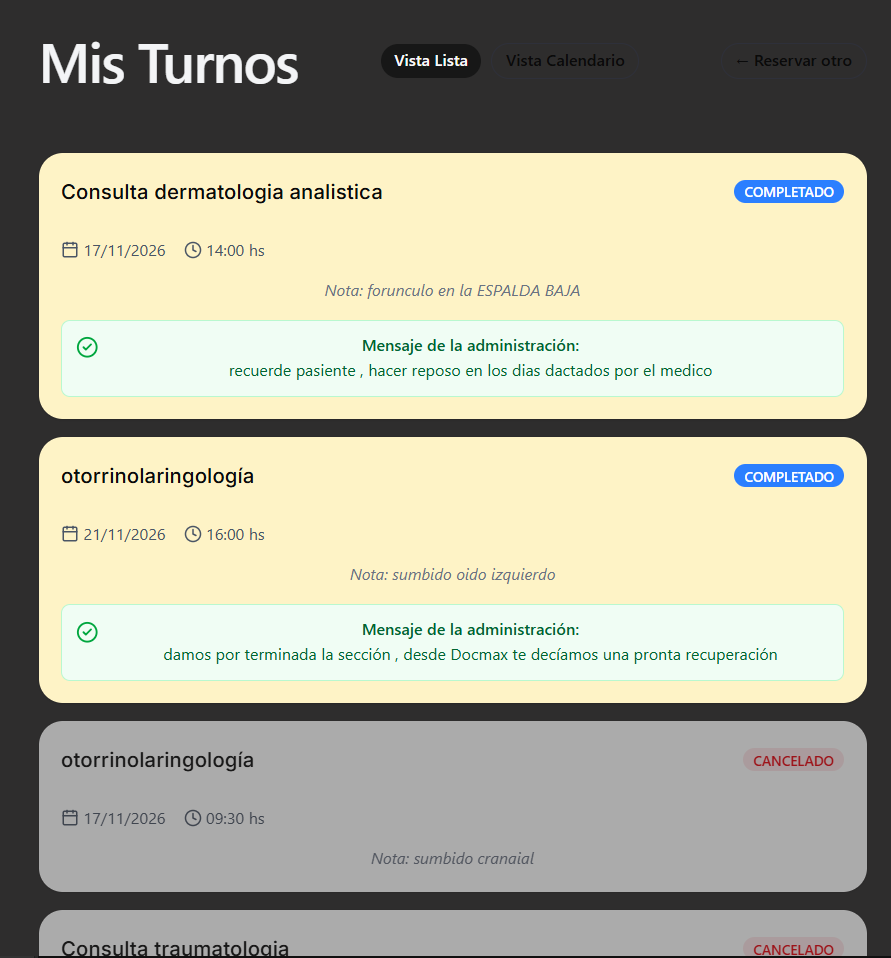 Mis Turnos
Vista Lista
Vista Calendario
← Reservar otro
Consulta dermatologia analistica
COMPLETADO
17/11/2026 14:00 hs
Nota: forunculo en la ESPALDA BAJA
Mensaje de la administración:
recuerde pasiente , hacer reposo en los dias dactados por el medico
otorrinolaringología
COMPLETADO
21/11/2026 16:00 hs
Nota: sumbido oido izquierdo
Mensaje de la administración:
damos por terminada la sección , desde Docmax te decíamos una pronta recuperación
otorrinolaringología
CANCELADO
17/11/2026 09:30 hs
Nota: sumbido cranaial
Consulta traumatologia
CANCELADO